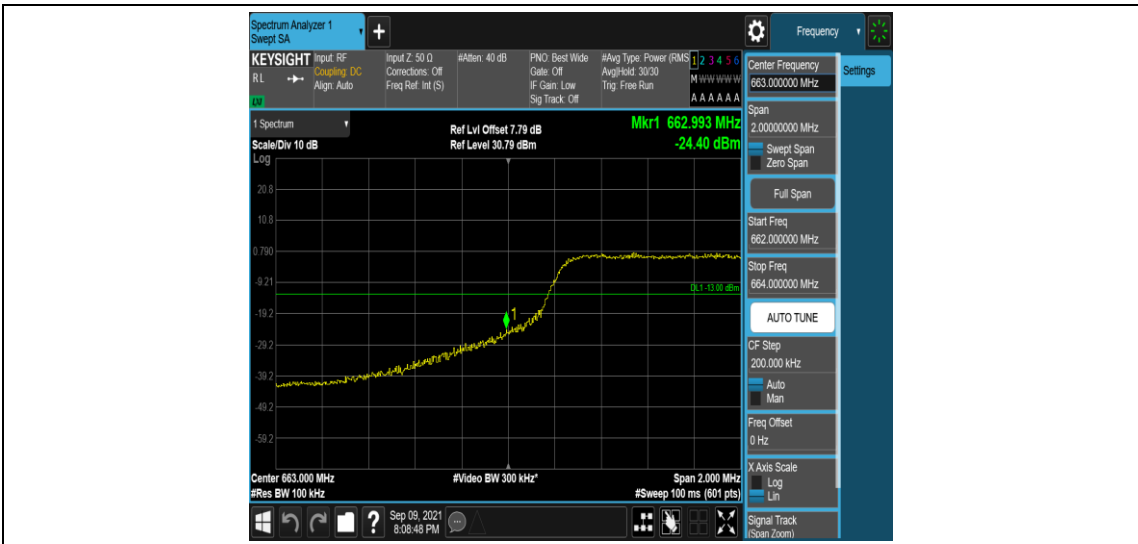 Spectrum Analyzer 1
Swept SA
+
Frequency
KEYSIGHT
RL
LXI
Input: RF
Coupling: DC
Align: Auto
Input Z: 50 Ω
Corrections: Off
Freq Ref: Int (S)
#Atten: 40 dB
PNO: Best Wide
Gate: Off
IF Gain: Low
Sig Track: Off
#Avg Type: Power (RMS
Avg|Hold: 30/30
Trig: Free Run
1 2 3 4 5 6
M W W W W W
A A A A A A
Center Frequency
663.000000 MHz
Settings
Span
2.00000000 MHz
Swept Span
Zero Span
Full Span
Start Freq
662.000000 MHz
Stop Freq
664.000000 MHz
AUTO TUNE
CF Step
200.000 kHz
Auto
Man
Freq Offset
0 Hz
X Axis Scale
Log
Lin
Signal Track
(Span Zoom)
1 Spectrum
Scale/Div 10 dB
Log
Ref Lvl Offset 7.79 dB
Ref Level 30.79 dBm
Mkr1 662.993 MHz
-24.40 dBm
20.8
10.8
0.790
-9.21
DL1 -13.00 dBm
-19.2
1
-29.2
-39.2
-49.2
-59.2
Center 663.000 MHz
#Video BW 300 kHz*
Span 2.000 MHz
#Res BW 100 kHz
#Sweep 100 ms (601 pts)
?
Sep 09, 2021
8:08:48 PM